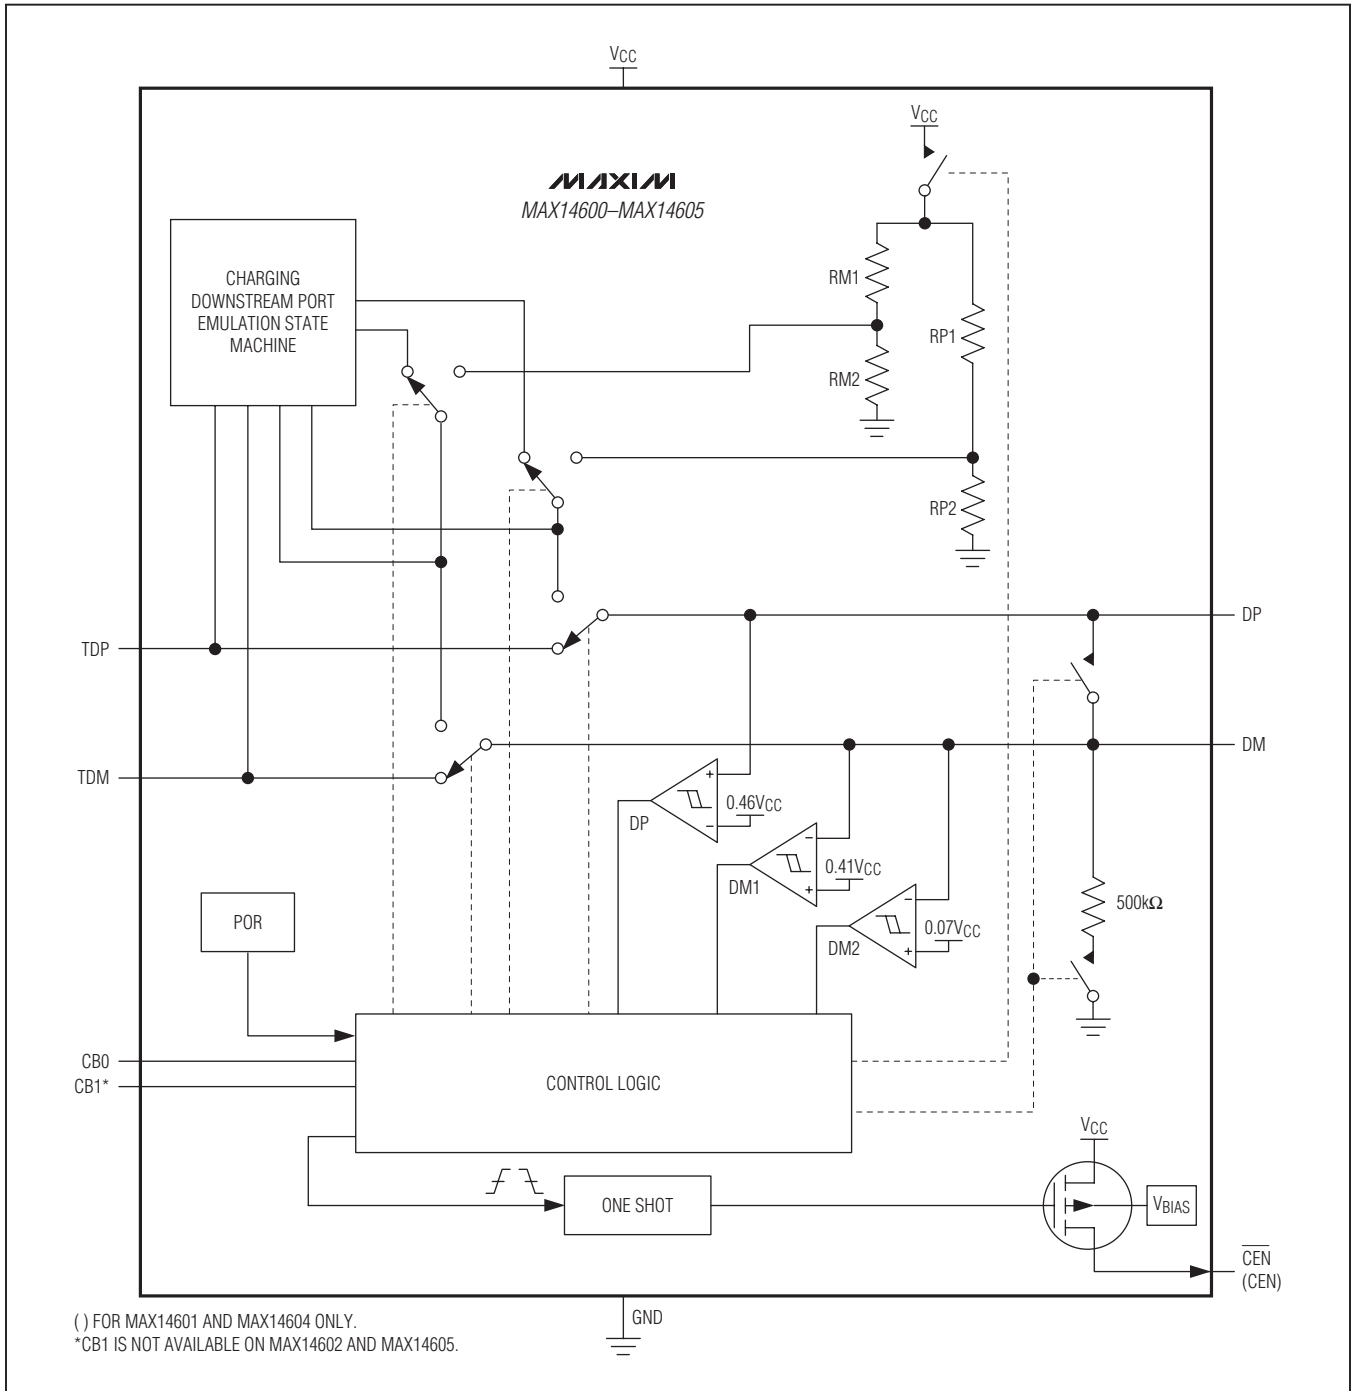 VCC
VCC
MAXIM
MAX14600–MAX14605
CHARGING
DOWNSTREAM PORT
EMULATION STATE
MACHINE
RM1
RP1
RM2
RP2
TDP
DP
TDM
DM
+
0.46VCC
–
DP
–
0.41VCC
+
DM1
–
0.07VCC
+
DM2
500kΩ
POR
CB0
CB1*
CONTROL LOGIC
VCC
ONE SHOT
VBIAS
CEN
(CEN)
GND
( ) FOR MAX14601 AND MAX14604 ONLY.
*CB1 IS NOT AVAILABLE ON MAX14602 AND MAX14605.